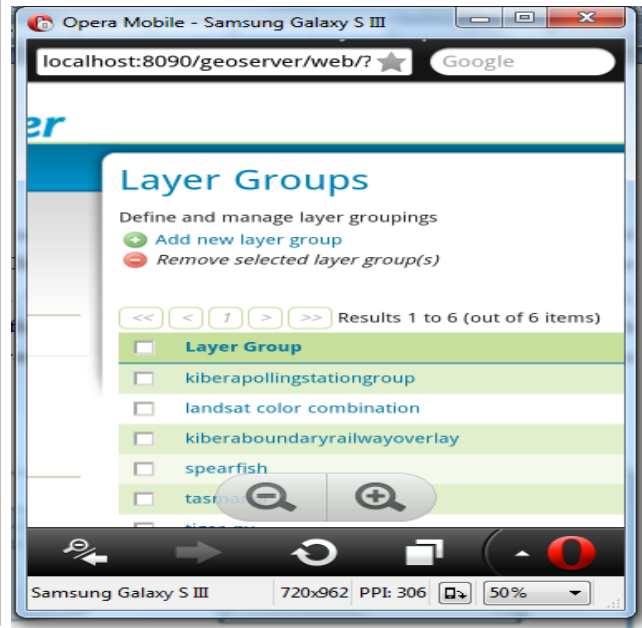 Opera Mobile - Samsung Galaxy S III
localhost:8090/geoserver/web/?
Google
er
Layer Groups
Define and manage layer groupings
Add new layer group
Remove selected layer group(s)
<< < 1 > >> Results 1 to 6 (out of 6 items)
Layer Group
kiberapollingstationgroup
landsat color combination
kiberaboundaryrailwayoverlay
spearfish
Samsung Galaxy S III 720x962 PPI: 306 50%